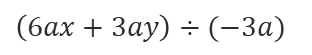 (6ax + 3ay) ÷ (−3a)